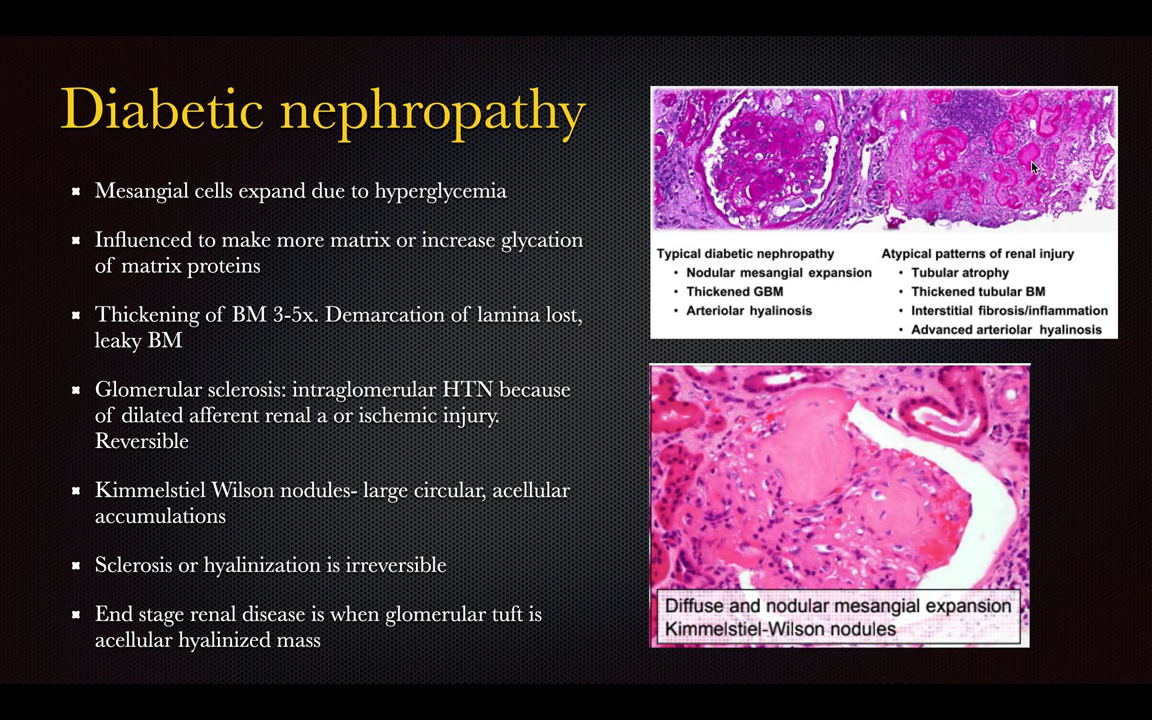 Diabetic nephropathy
Mesangial cells expand due to hyperglycemia
Influenced to make more matrix or increase glycation
of matrix proteins
Thickening of BM 3-5x. Demarcation of lamina lost,
leaky BM
Glomerular sclerosis: intraglomerular HTN because
of dilated afferent renal a or ischemic injury.
Reversible
Kimmelstiel Wilson nodules- large circular, acellular
accumulations
Sclerosis or hyalinization is irreversible
End stage renal disease is when glomerular tuft is
acellular hyalinized mass
Typical diabetic nephropathy
• Nodular mesangial expansion
• Thickened GBM
• Arteriolar hyalinosis
Atypical patterns of renal injury
• Tubular atrophy
• Thickened tubular BM
• Interstitial fibrosis/inflammation
• Advanced arteriolar hyalinosis
Diffuse and nodular mesangial expansion
Kimmelstiel-Wilson nodules